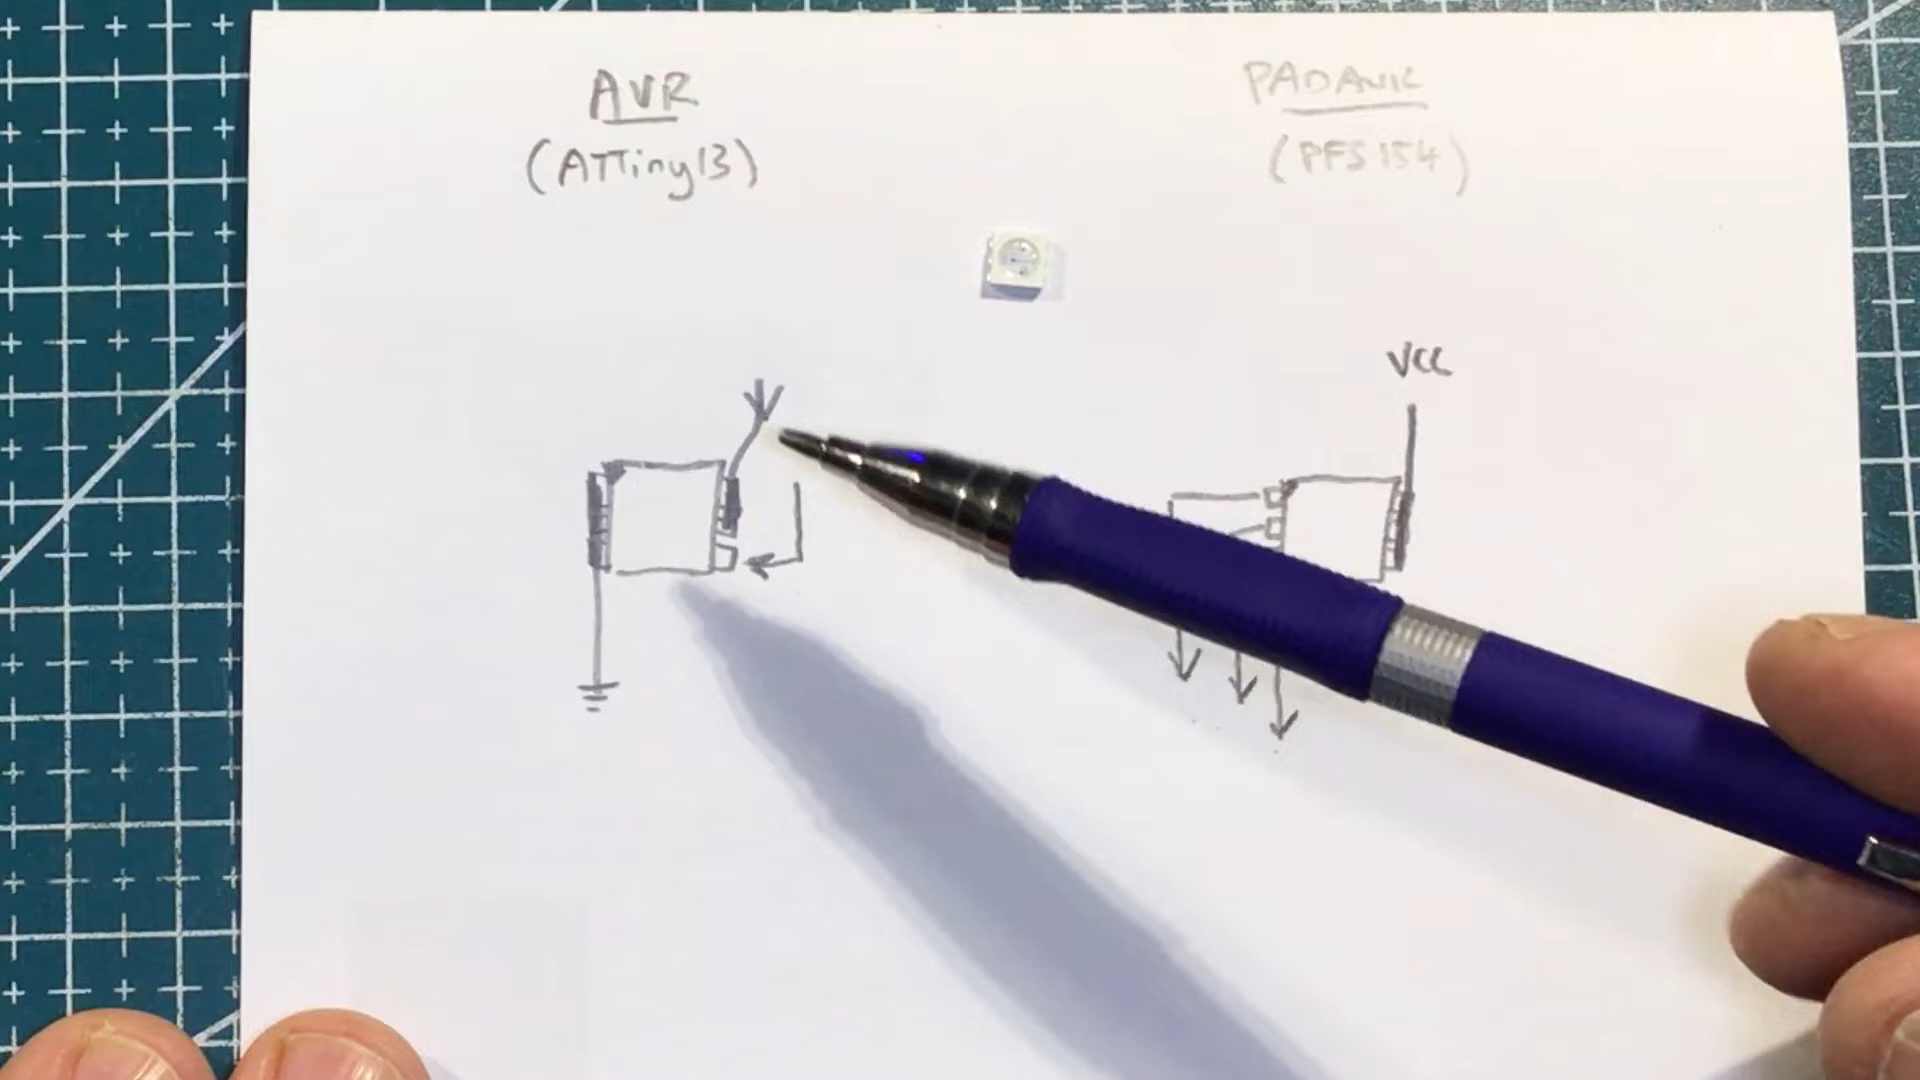 AVR
(ATTiny13)
PADAUK
(PFS154)
VCC